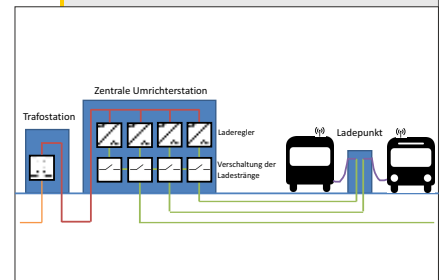 Zentrale Umrichterstation
Trafostation
Laderegler
Ladepunkt
Verschaltung der
Ladestränge